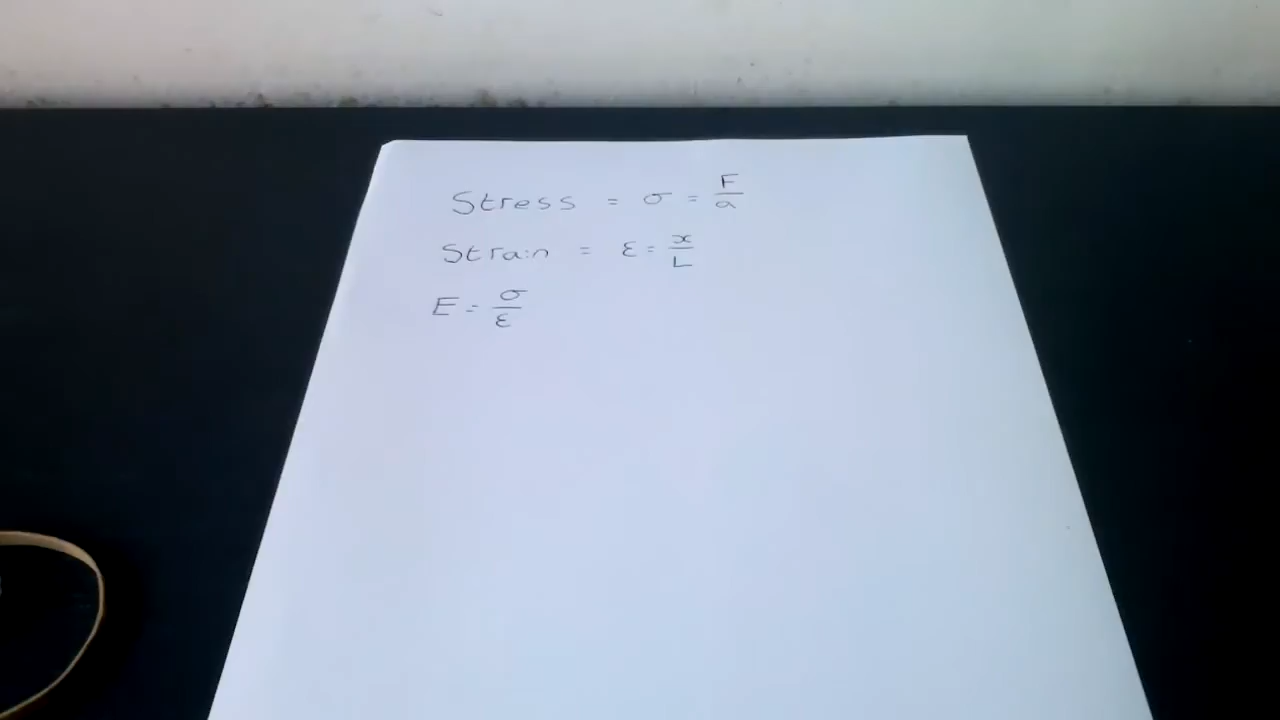 Stress = σ = F/a
Strain = ε = x/L
E = σ/ε